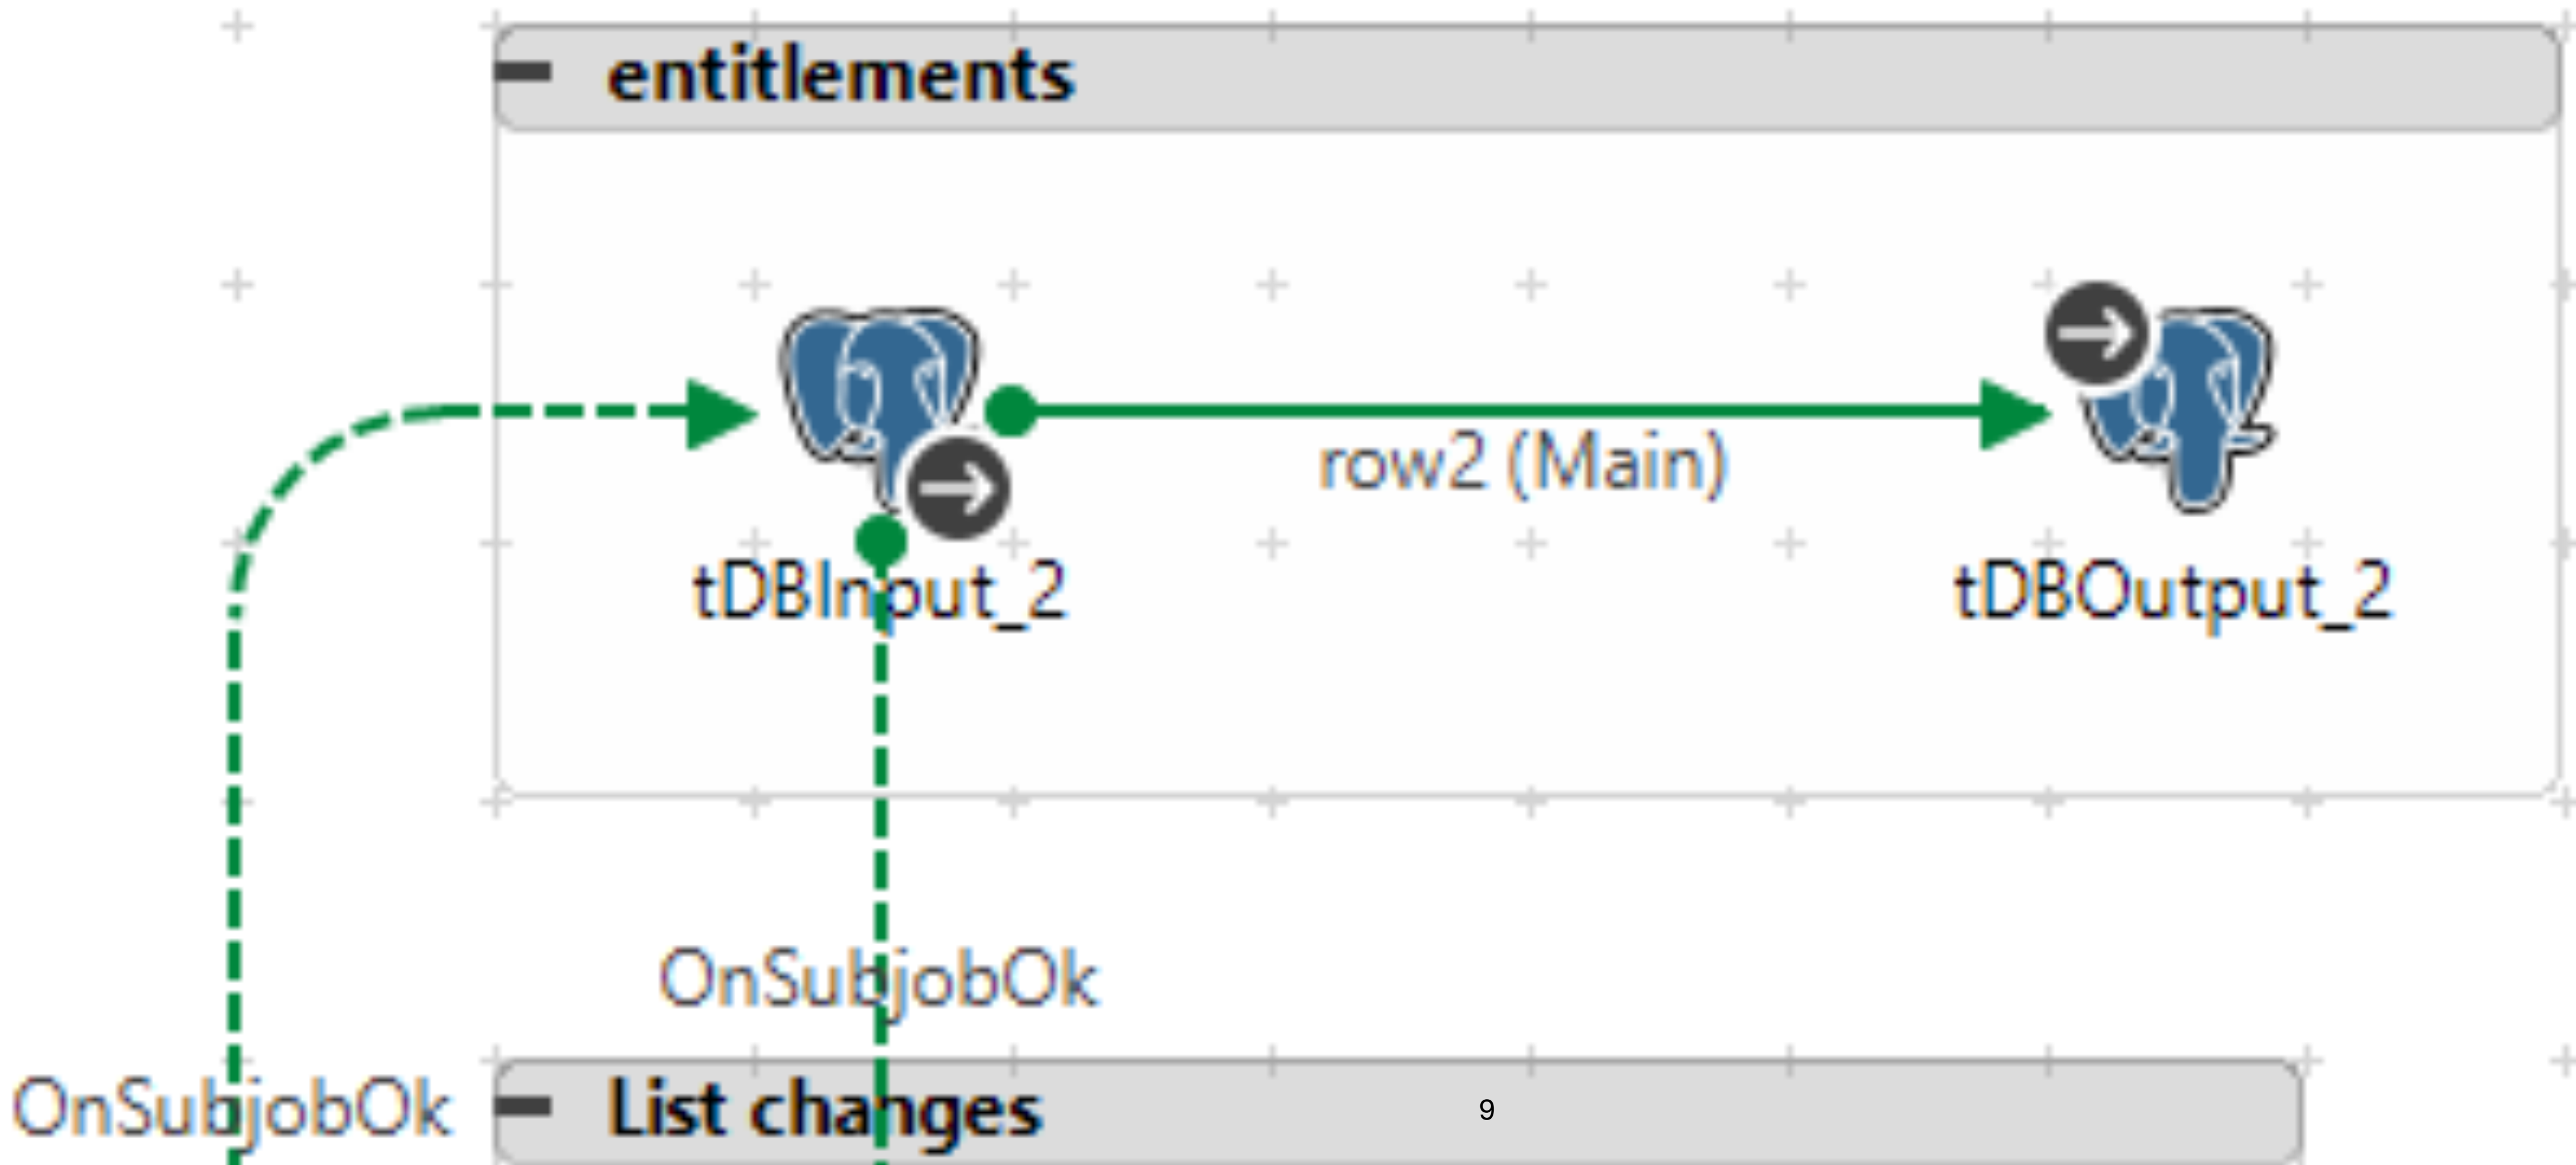 entitlements
row2 (Main)
tDBInput_2
tDBOutput_2
OnSubjobOk
OnSubjobOk
List changes
9